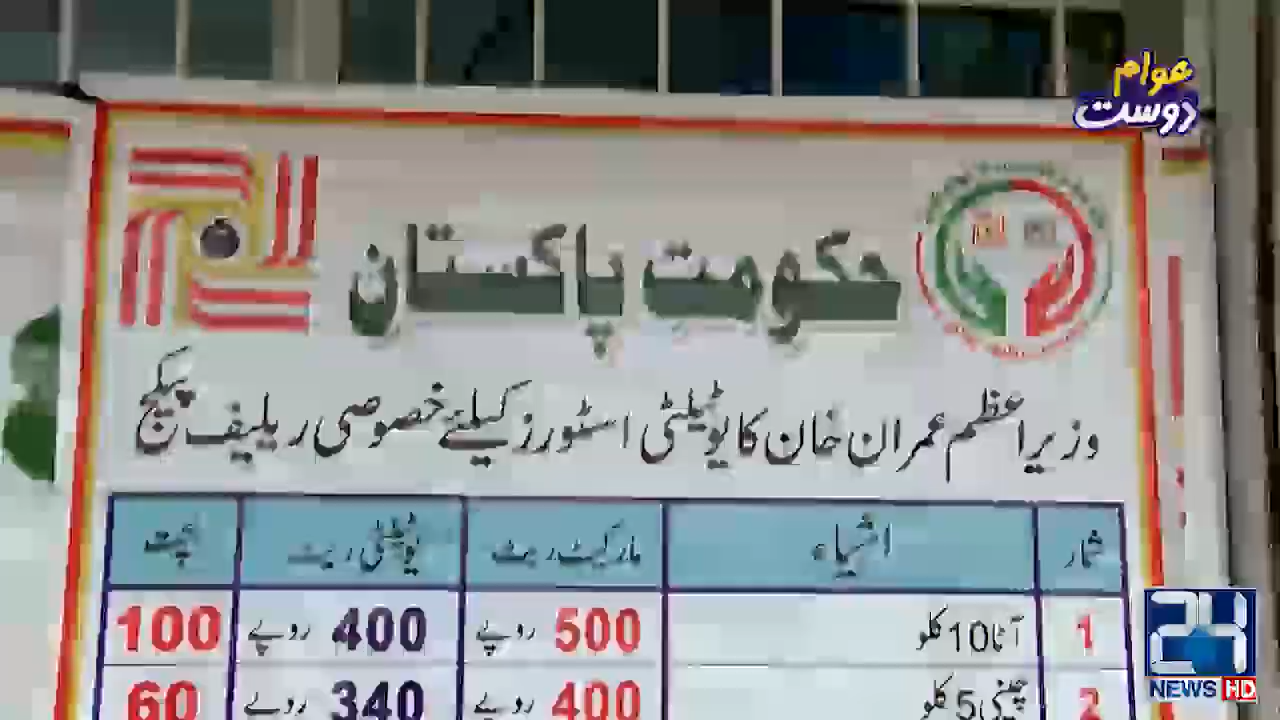 عوام
دوست
حکومتِ پاکستان
وزیراعظم عمران خان کا یوٹیلٹی اسٹورز کیلئے خصوصی ریلیف پیکج
شمار اشیاء مارکیٹ ریٹ یوٹیلٹی ریٹ بچت
1 آٹا 10 کلو 500 روپے 400 روپے 100
2 چینی 5 کلو 400 روپے 340 روپے 60
24
NEWS HD